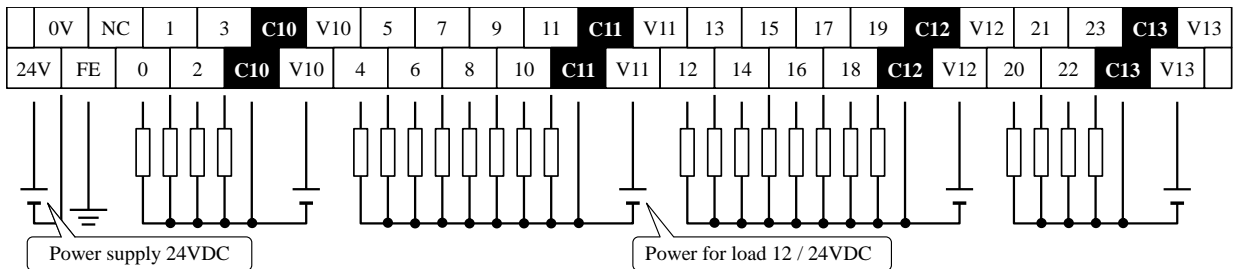 0V NC 1 3 C10 V10 5 7 9 11 C11 V11 13 15 17 19 C12 V12 21 23 C13 V13
24V FE 0 2 C10 V10 4 6 8 10 C11 V11 12 14 16 18 C12 V12 20 22 C13 V13
Power supply 24VDC
Power for load 12 / 24VDC